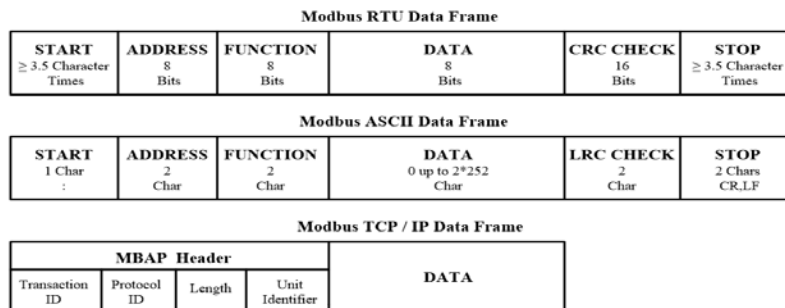 Modbus RTU Data Frame
START ADDRESS FUNCTION DATA CRC CHECK STOP
≥ 3.5 Character 8 8 8 16 ≥ 3.5 Character
Times Bits Bits Bits Bits Times
Modbus ASCII Data Frame
START ADDRESS FUNCTION DATA LRC CHECK STOP
1 Char 2 2 0 up to 2*252 2 2 Chars
: Char Char Char Char CR,LF
Modbus TCP / IP Data Frame
MBAP Header
DATA
Transaction Protocol Length Unit
ID ID Identifier